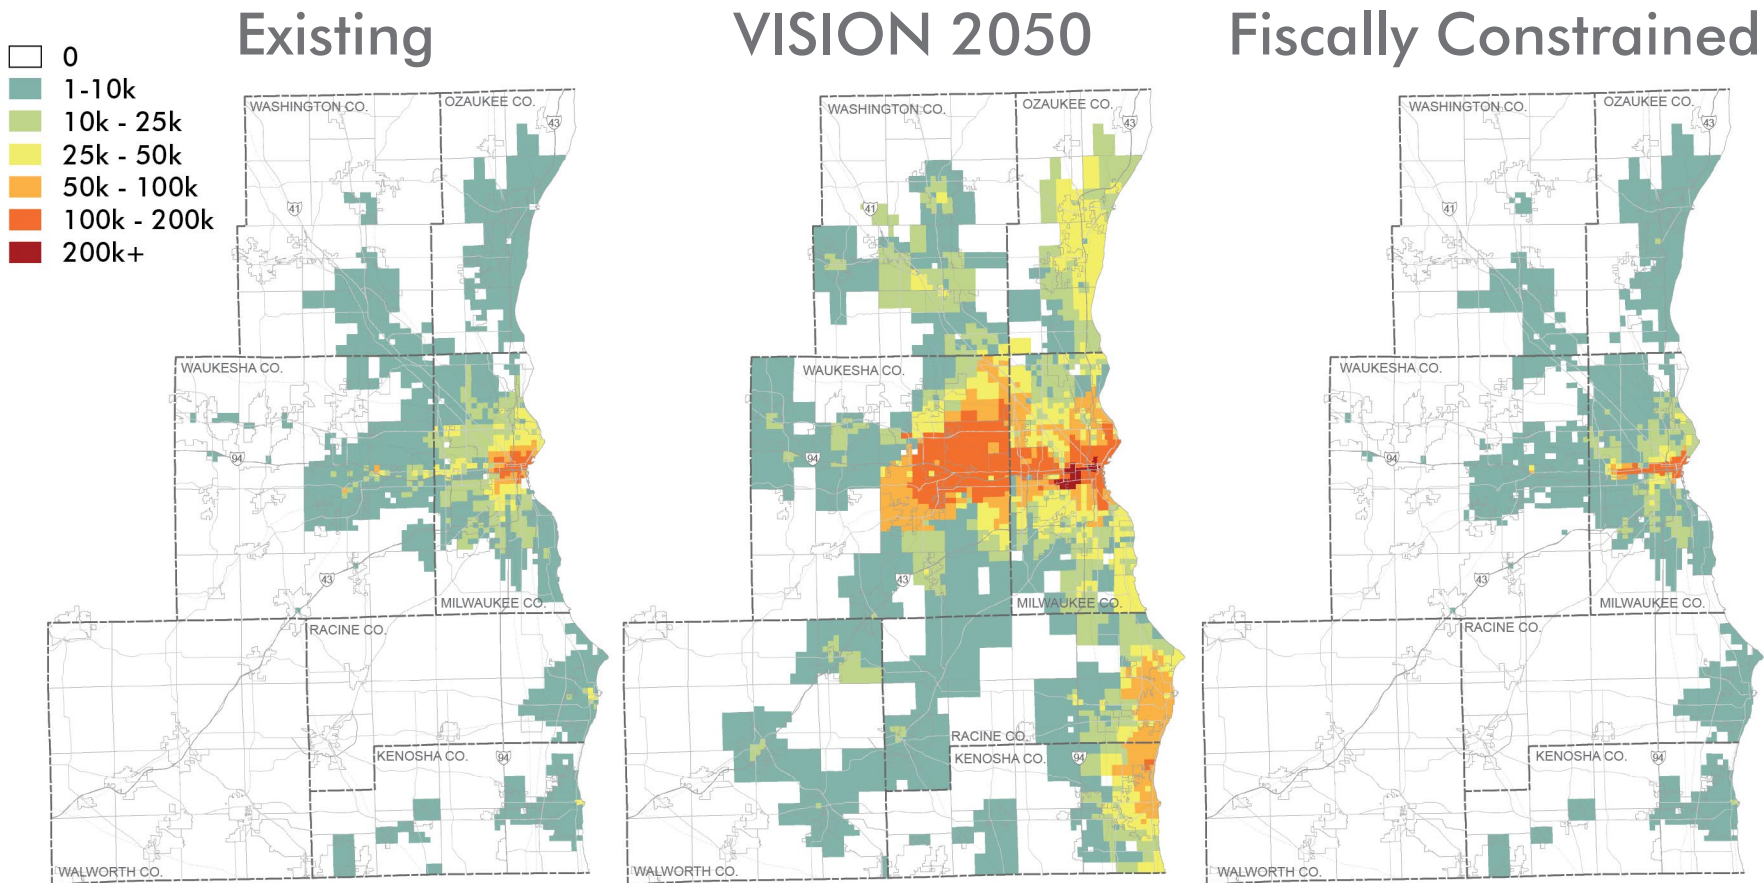 Existing
VISION 2050
Fiscally Constrained
0
1-10k
10k - 25k
25k - 50k
50k - 100k
100k - 200k
200k+
WASHINGTON CO.
OZAUKEE CO.
43
41
WAUKESHA CO.
94
43
MILWAUKEE CO.
RACINE CO.
KENOSHA CO.
94
WALWORTH CO.
WASHINGTON CO.
OZAUKEE CO.
43
41
WAUKESHA CO.
94
43
MILWAUKEE CO.
RACINE CO.
KENOSHA CO.
94
WALWORTH CO.
WASHINGTON CO.
OZAUKEE CO.
43
41
WAUKESHA CO.
94
43
MILWAUKEE CO.
RACINE CO.
KENOSHA CO.
94
WALWORTH CO.